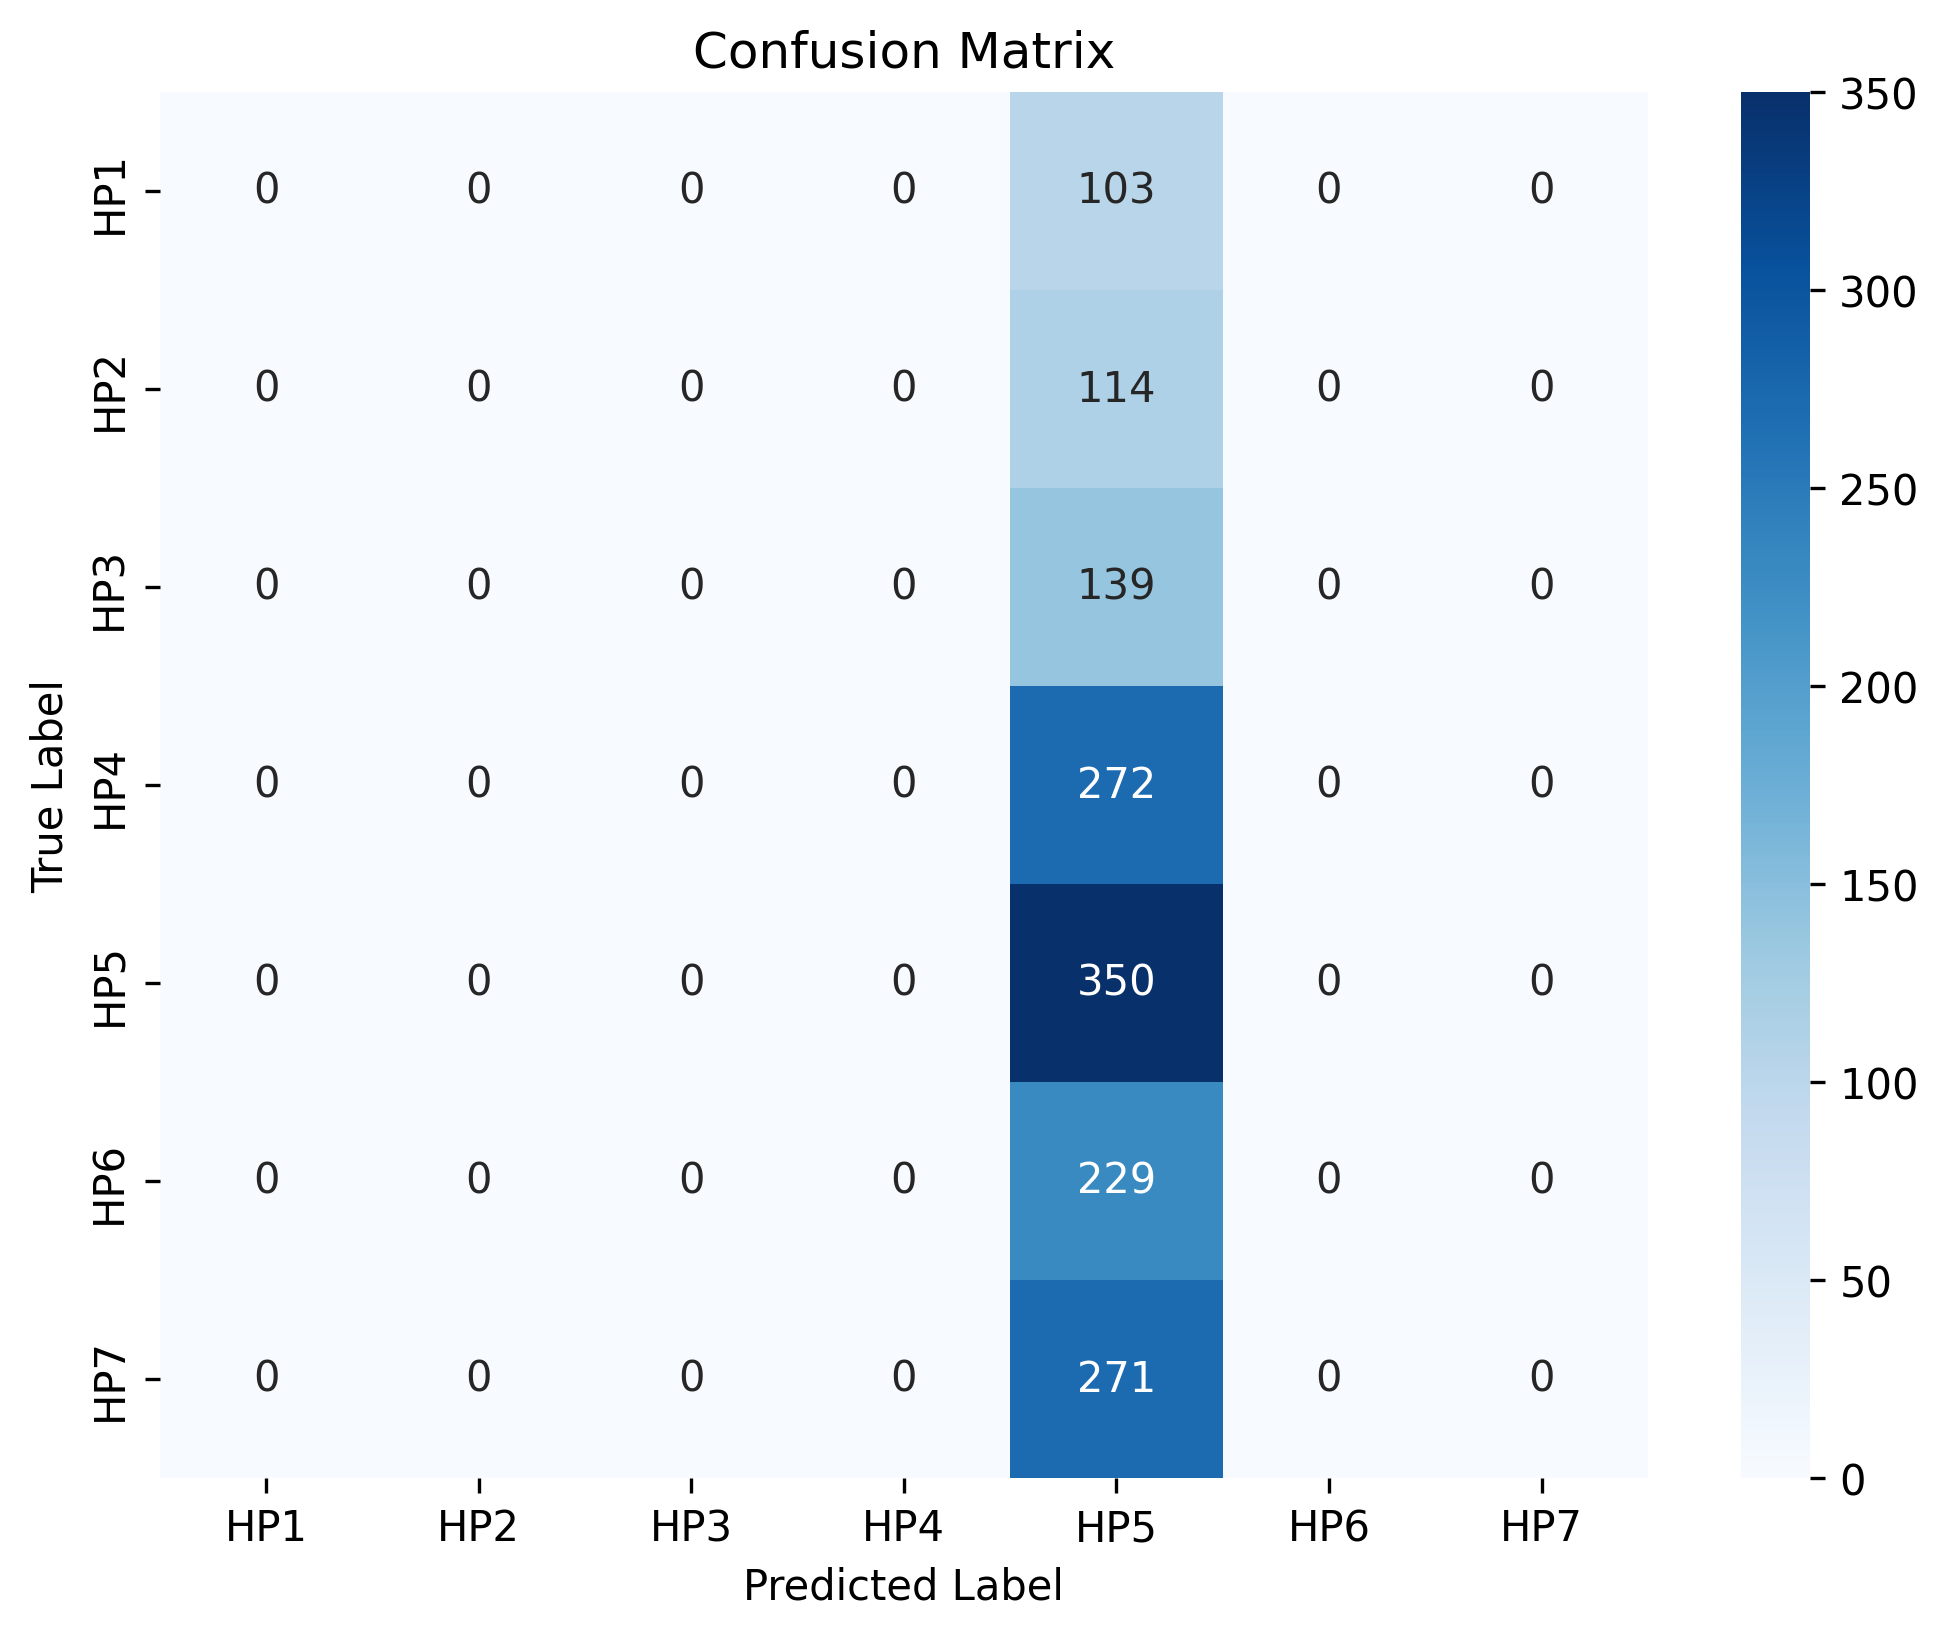 Confusion Matrix
HP1 0 0 0 0 103 0 0
HP2 0 0 0 0 114 0 0
HP3 0 0 0 0 139 0 0
HP4 0 0 0 0 272 0 0
HP5 0 0 0 0 350 0 0
HP6 0 0 0 0 229 0 0
HP7 0 0 0 0 271 0 0
HP1 HP2 HP3 HP4 HP5 HP6 HP7
Predicted Label
True Label
350
300
250
200
150
100
50
0